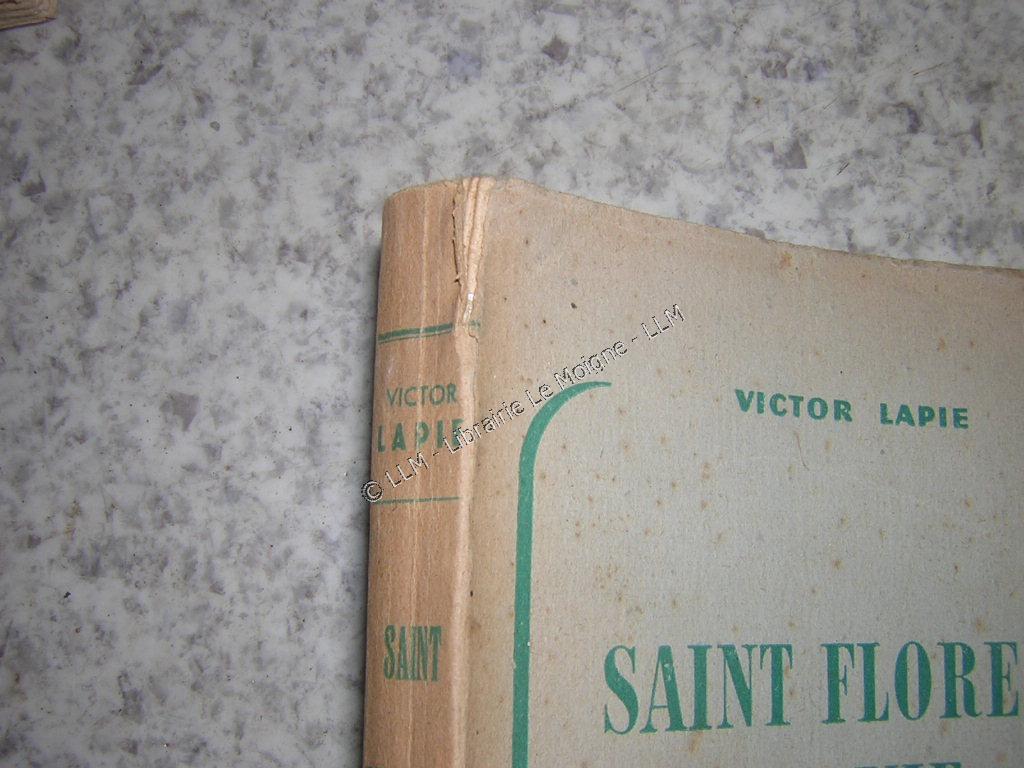 VICTOR
LAPIE
SAINT
VICTOR LAPIE
SAINT FLORE
© LLM - Librairie Le Moigne - LLM